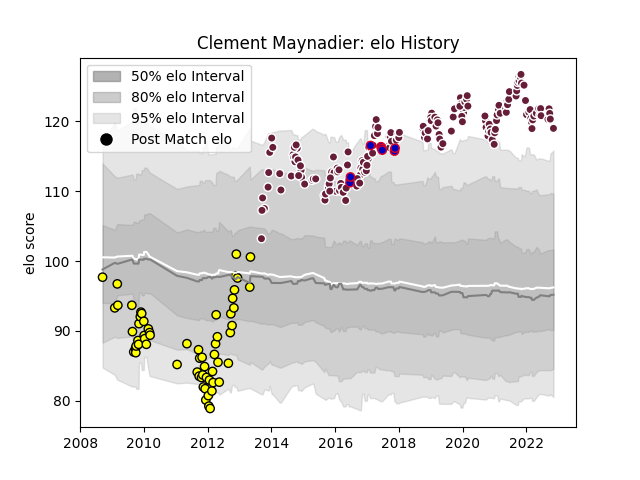 Clement Maynadier: elo History
50% elo Interval
80% elo Interval
95% elo Interval
Post Match elo
elo score
120
110
100
90
80
2008 2010 2012 2014 2016 2018 2020 2022